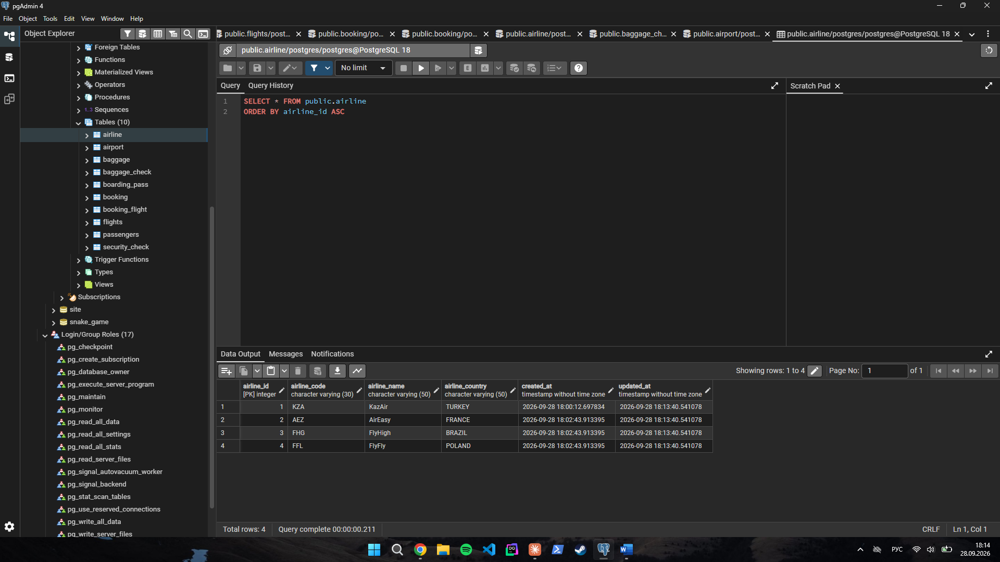 pgAdmin 4
File Object Tools Edit View Window Help
Object Explorer
public.flights/post... public.booking/po... public.booking/po... public.airline/post... public.baggage_ch... public.airport/post... public.airline/postgres/postgres@PostgreSQL 18
public.airline/postgres/postgres@PostgreSQL 18
No limit
Query Query History
Scratch Pad
1 SELECT * FROM public.airline
2 ORDER BY airline_id ASC
Foreign Tables
Functions
Materialized Views
Operators
Procedures
1..3 Sequences
Tables (10)
airline
airport
baggage
baggage_check
boarding_pass
booking
booking_flight
flights
passengers
security_check
Trigger Functions
Types
Views
Subscriptions
site
snake_game
Login/Group Roles (17)
pg_checkpoint
pg_create_subscription
pg_database_owner
pg_execute_server_program
pg_maintain
pg_monitor
pg_read_all_data
pg_read_all_settings
pg_read_all_stats
pg_read_server_files
pg_signal_autovacuum_worker
pg_signal_backend
pg_stat_scan_tables
pg_use_reserved_connections
pg_write_all_data
pg_write_server_files
Data Output Messages Notifications
Showing rows: 1 to 4 Page No: 1 of 1
airline_id airline_code airline_name airline_country created_at updated_at
[PK] integer character varying (30) character varying (50) character varying (50) timestamp without time zone timestamp without time zone
1 1 KZA KazAir TURKEY 2026-09-28 18:00:12.697834 2026-09-28 18:13:40.541078
2 2 AEZ AirEasy FRANCE 2026-09-28 18:02:43.913395 2026-09-28 18:13:40.541078
3 3 FHG FlyHigh BRAZIL 2026-09-28 18:02:43.913395 2026-09-28 18:13:40.541078
4 4 FFL FlyFly POLAND 2026-09-28 18:02:43.913395 2026-09-28 18:13:40.541078
Total rows: 4 Query complete 00:00:00.211
CRLF Ln 1, Col 1
РУС
18:14
28.09.2026